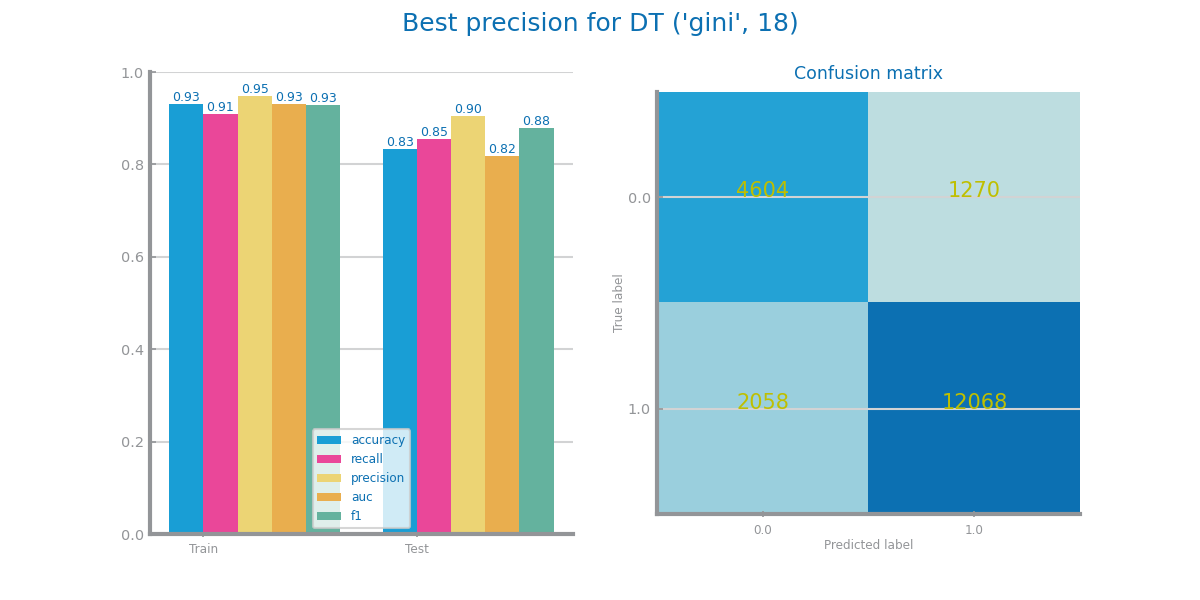 Best precision for DT ('gini', 18)
1.0
0.8
0.6
0.4
0.2
0.0
0.93
0.91
0.95
0.93
0.93
0.83
0.85
0.90
0.82
0.88
accuracy
recall
precision
auc
f1
Train
Test
Confusion matrix
True label
0.0
1.0
4604
1270
2058
12068
0.0
1.0
Predicted label